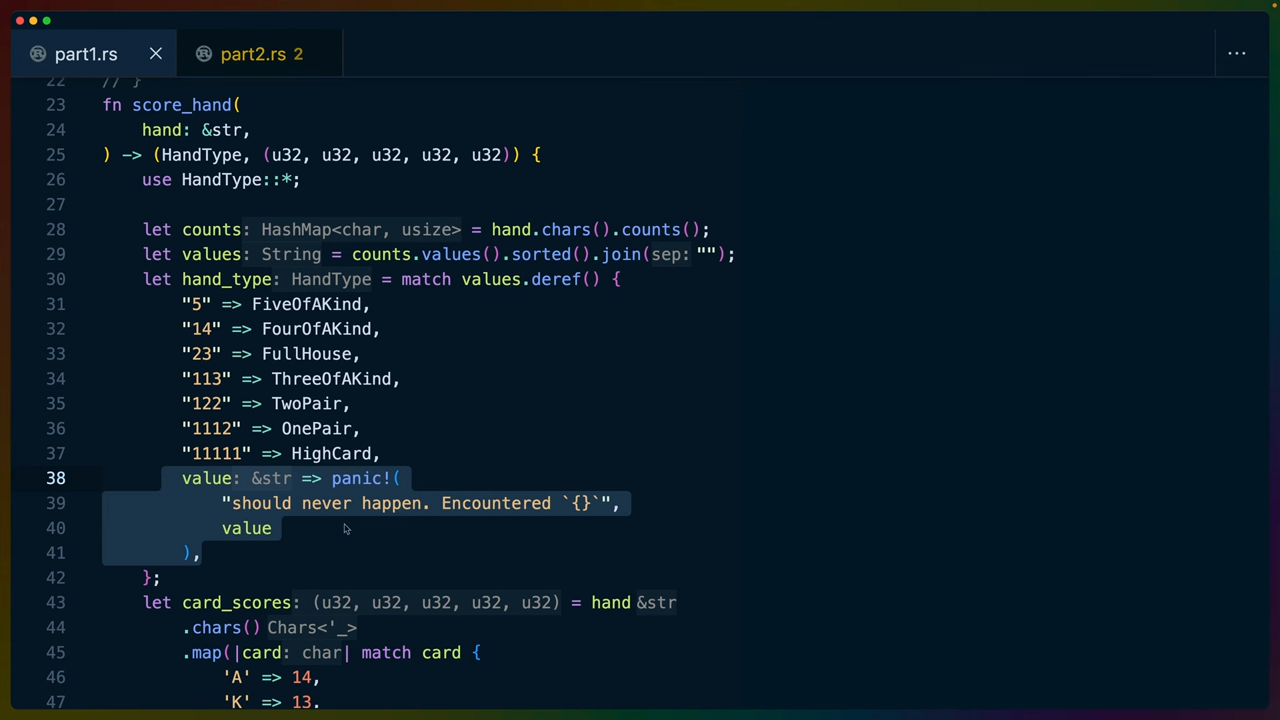 part1.rs
part2.rs 2
22 // }
23 fn score_hand(
24 hand: &str,
25 ) -> (HandType, (u32, u32, u32, u32, u32)) {
26 use HandType::*;
27
28 let counts: HashMap<char, usize> = hand.chars().counts();
29 let values: String = counts.values().sorted().join(sep: "");
30 let hand_type: HandType = match values.deref() {
31 "5" => FiveOfAKind,
32 "14" => FourOfAKind,
33 "23" => FullHouse,
34 "113" => ThreeOfAKind,
35 "122" => TwoPair,
36 "1112" => OnePair,
37 "11111" => HighCard,
38 value: &str => panic!(
39 "should never happen. Encountered `{}`",
40 value
41 ),
42 };
43 let card_scores: (u32, u32, u32, u32, u32) = hand &str
44 .chars() Chars<'_>
45 .map(|card: char| match card {
46 'A' => 14,
47 'K' => 13,